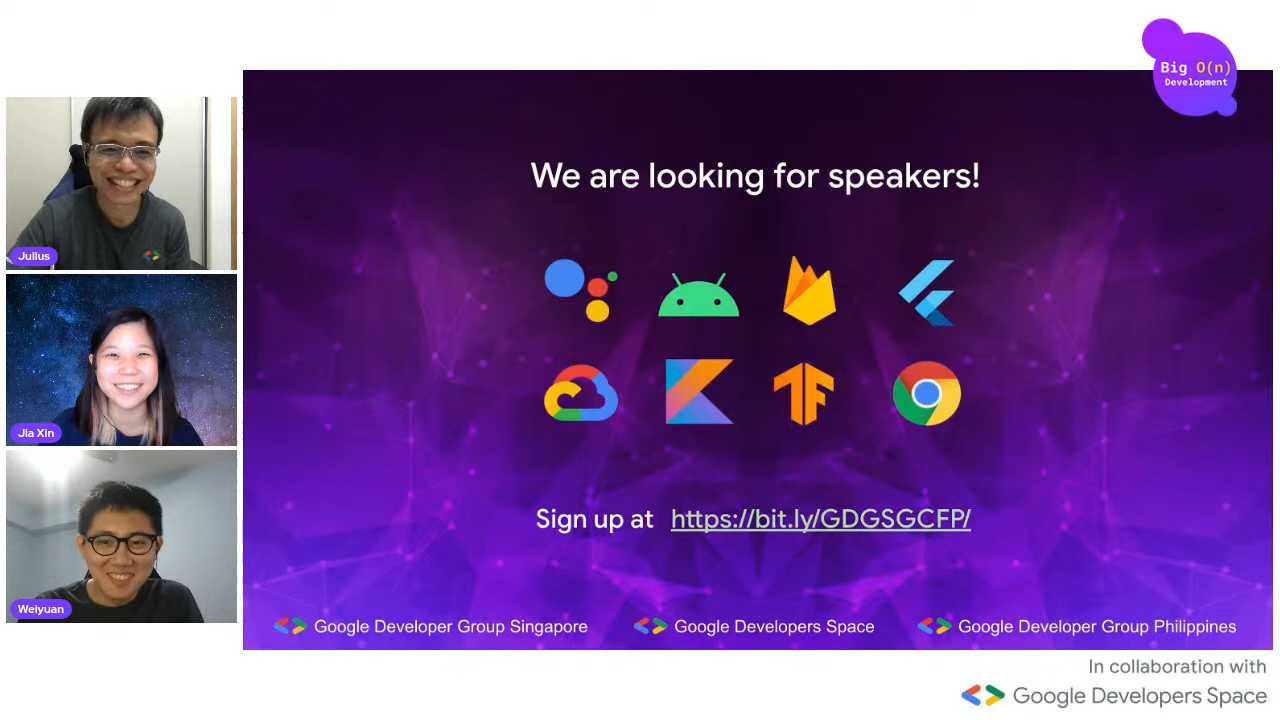 Big O(n)
Development
We are looking for speakers!
Julius
Jia Xin
Sign up at https://bit.ly/GDGSGCFP/
Weiyuan
Google Developer Group Singapore
Google Developers Space
Google Developer Group Philippines
In collaboration with
Google Developers Space